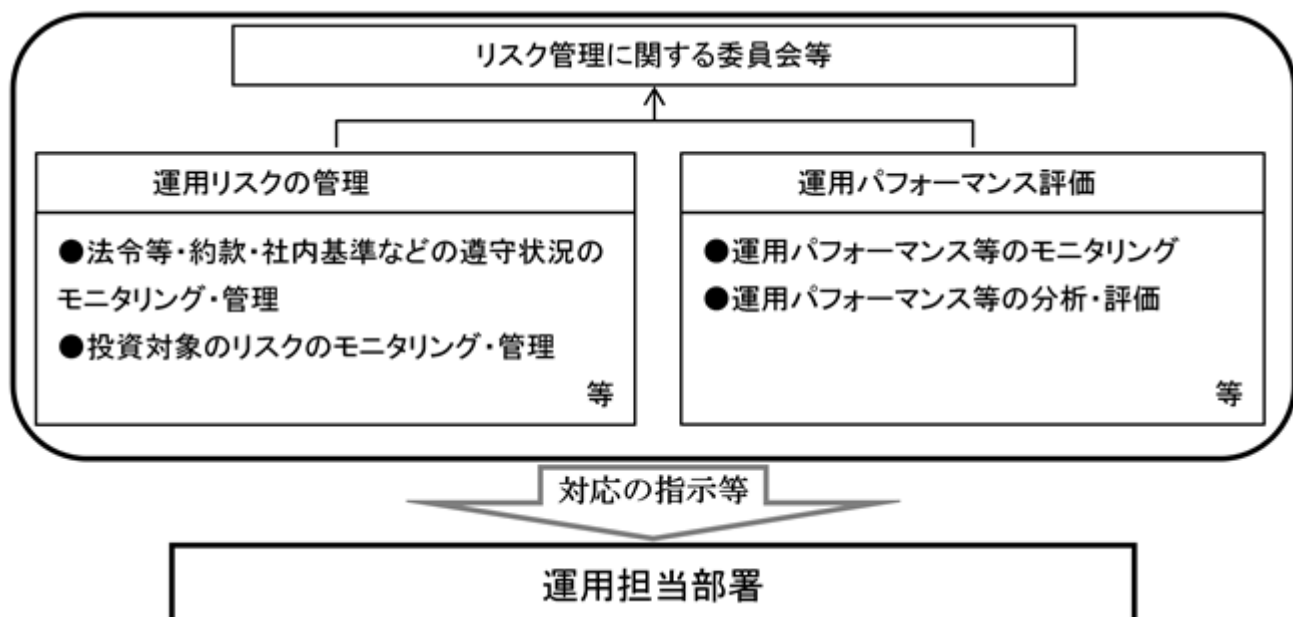 リスク管理に関する委員会等
運用リスクの管理
●法令等・約款・社内基準などの遵守状況の
モニタリング・管理
●投資対象のリスクのモニタリング・管理
等
運用パフォーマンス評価
●運用パフォーマンス等のモニタリング
●運用パフォーマンス等の分析・評価
等
対応の指示等
運用担当部署